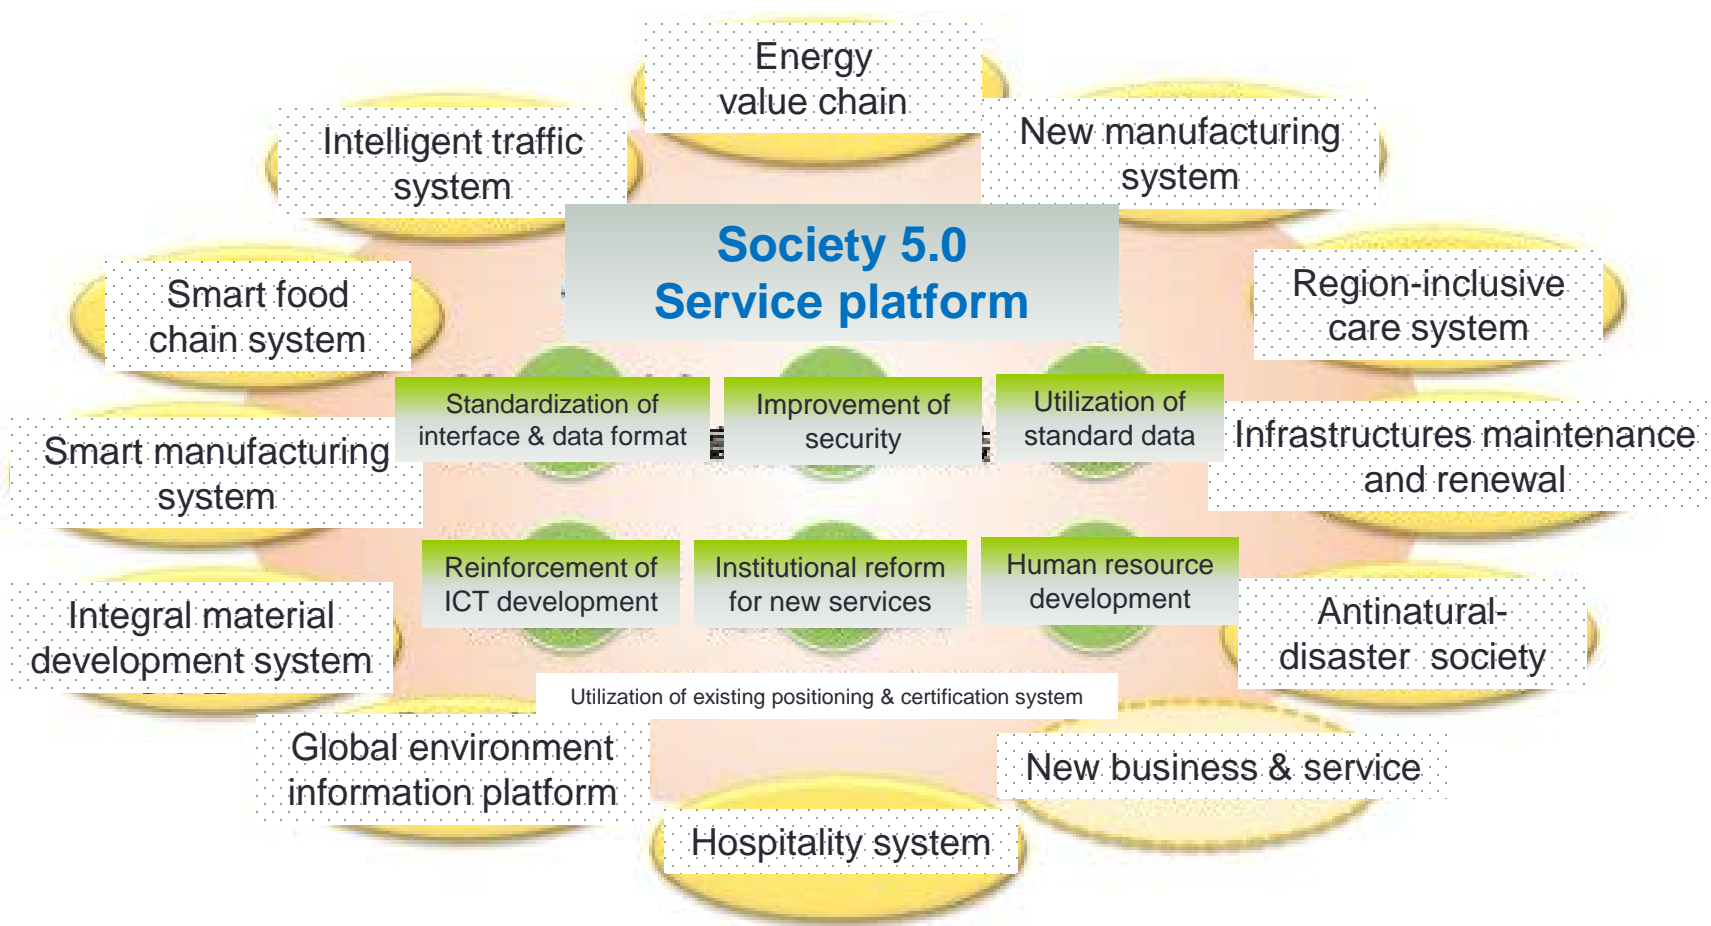 Energy
value chain
Intelligent traffic
system
New manufacturing
system
Society 5.0
Service platform
Smart food
chain system
Region-inclusive
care system
Standardization of
interface & data format
Improvement of
security
Utilization of
standard data
Smart manufacturing
system
Infrastructures maintenance
and renewal
Reinforcement of
ICT development
Institutional reform
for new services
Human resource
development
Integral material
development system
Antinatural-
disaster society
Utilization of existing positioning & certification system
Global environment
information platform
New business & service
Hospitality system